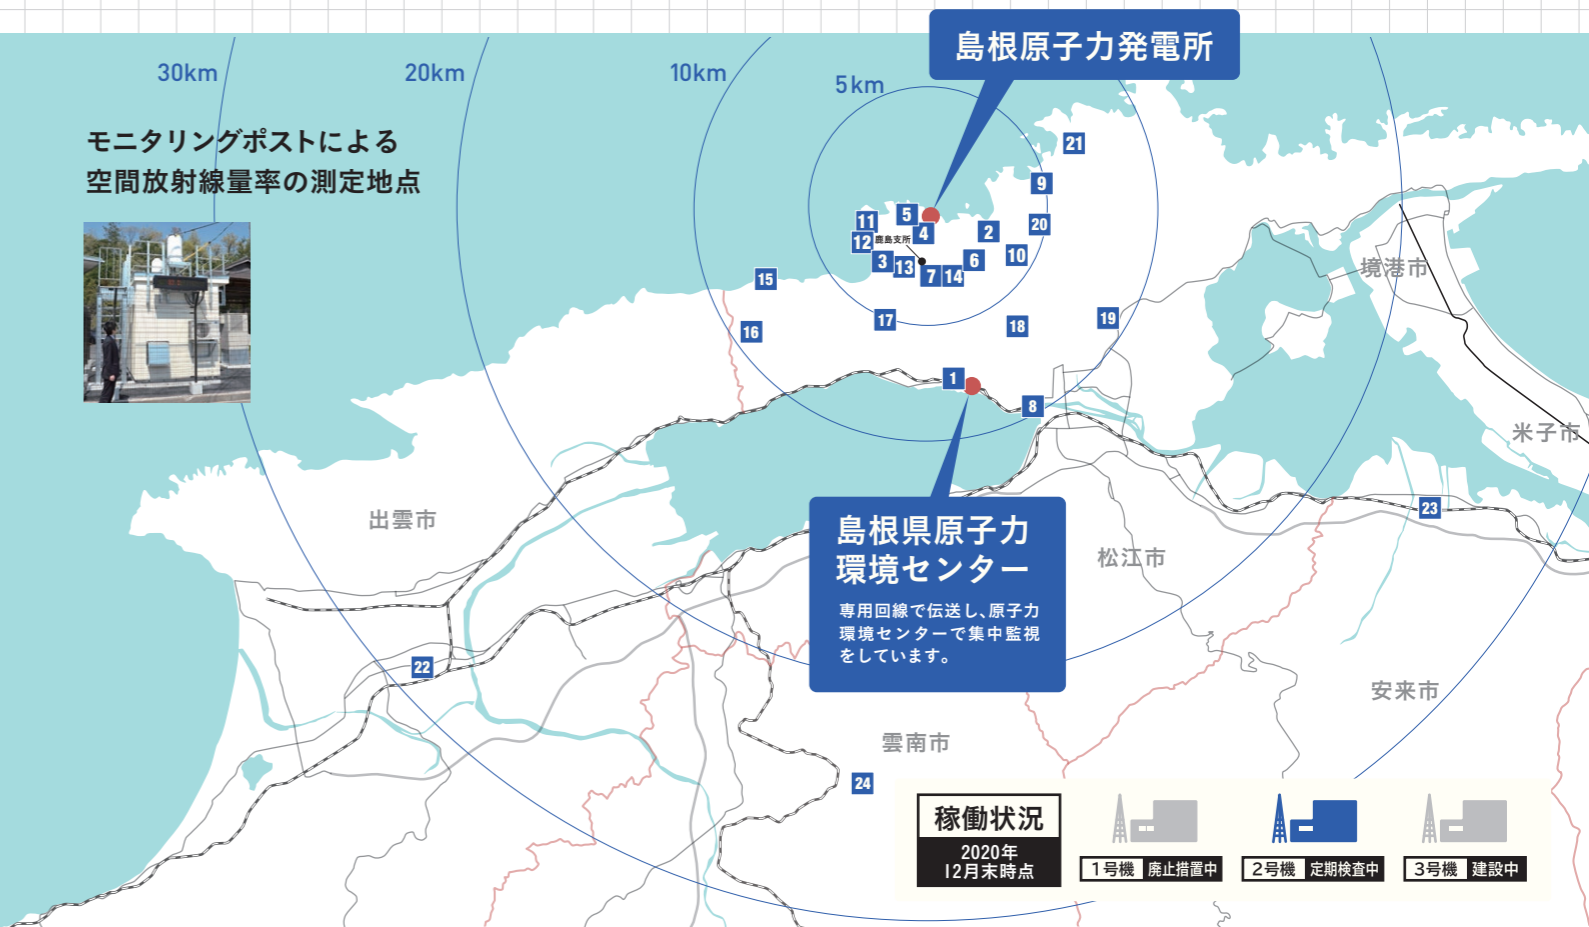 島根原子力発電所
30km
20km
10km
5km
モニタリングポストによる
空間放射線量率の測定地点
21
9
11
5
20
4
2
12
鹿島支所
10
3
13
6
7
14
15
17
16
18
19
境港市
1
8
米子市
出雲市
23
島根県原子力
環境センター
専用回線で伝送し、原子力
環境センターで集中監視
をしています。
松江市
22
安来市
雲南市
24
稼働状況
2020年
12月末時点
1号機 廃止措置中
2号機 定期検査中
3号機 建設中